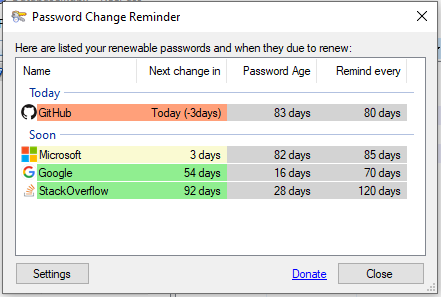 Password Change Reminder
Here are listed your renewable passwords and when they due to renew:
Name Next change in Password Age Remind every
Today
GitHub Today (-3days) 83 days 80 days
Soon
Microsoft 3 days 82 days 85 days
Google 54 days 16 days 70 days
StackOverflow 92 days 28 days 120 days
Settings Donate Close